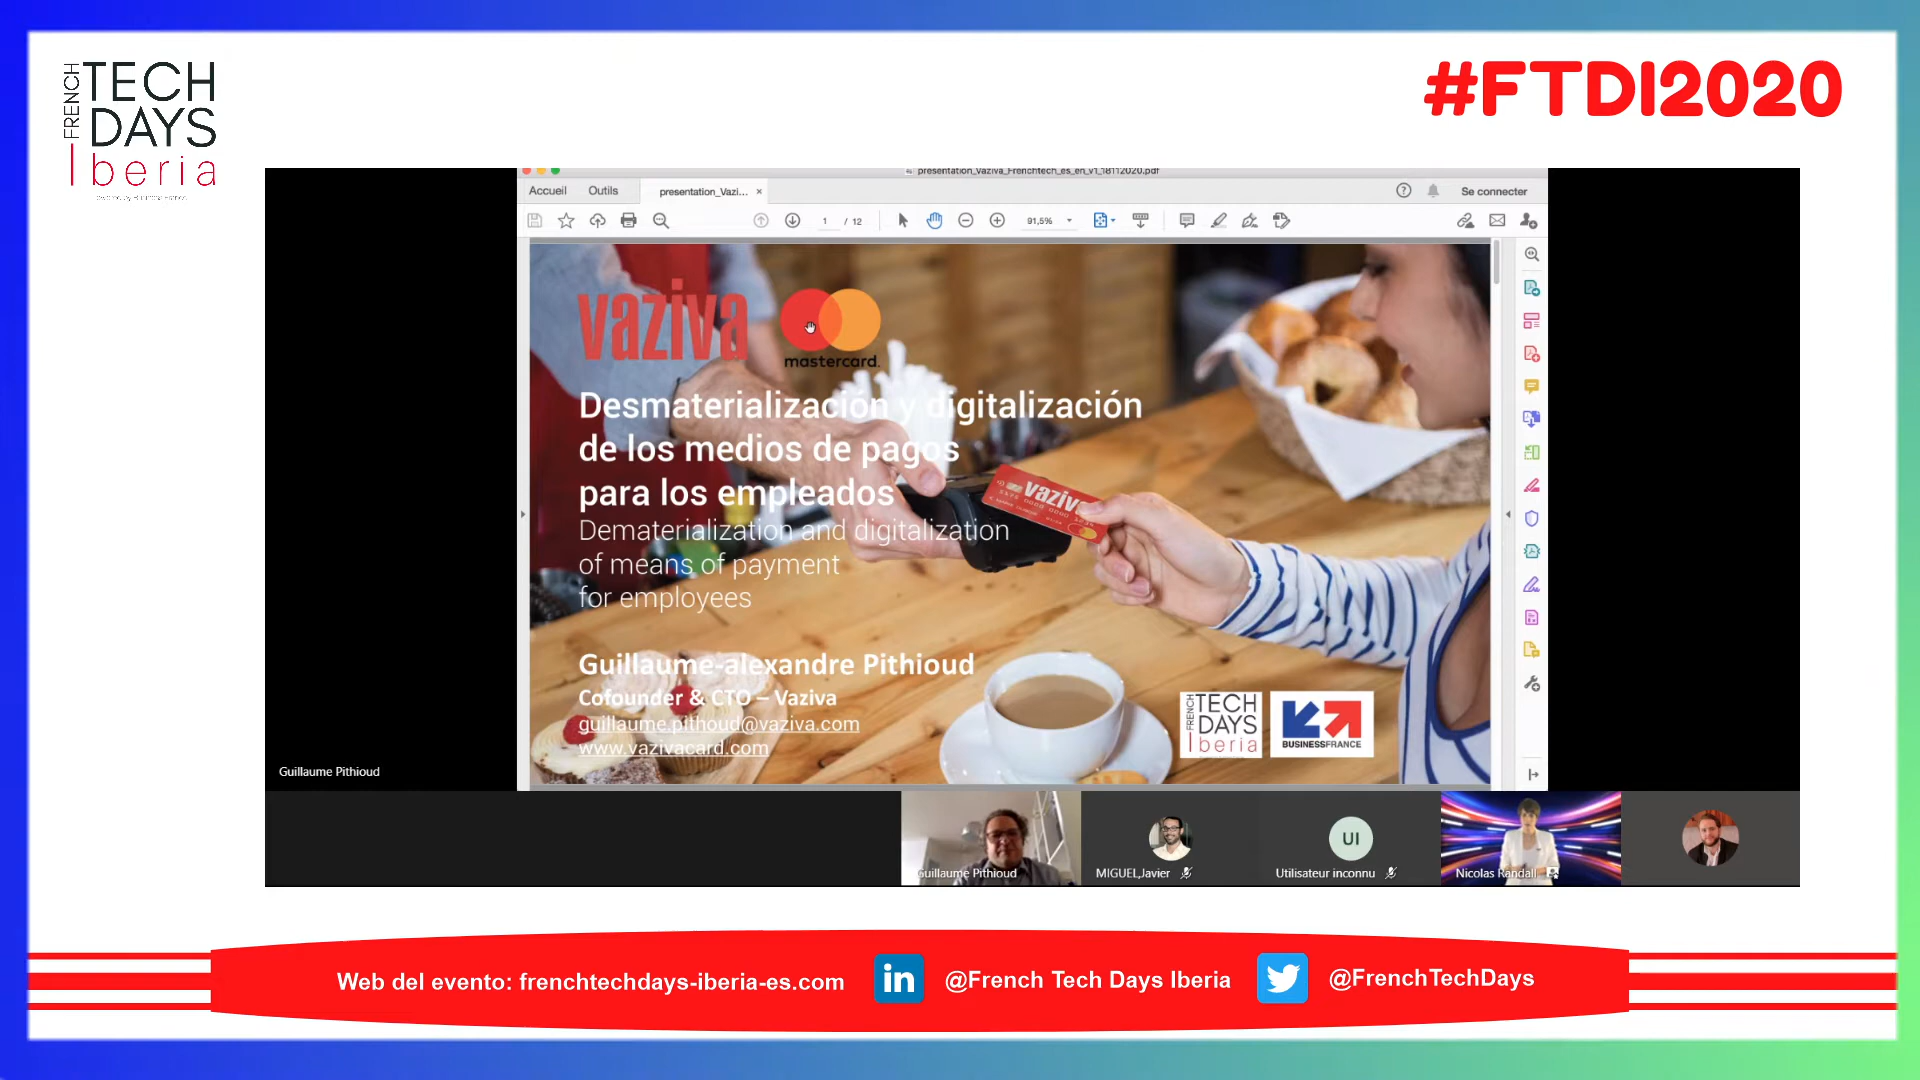 FRENCH
TECH
DAYS
Iberia
#FTDI2020
presentation_Vaziva_Frenchtech_es_en_v1_18112020.pdf
Accueil
Outils
presentation_Vazi... ×
Se connecter
1 / 12
91,5%
vaziva
mastercard.
Desmaterialización y digitalización
de los medios de pagos
para los empleados
Dematerialization and digitalization
of means of payment
for employees
vaziva
Guillaume-alexandre Pithioud
Cofounder & CTO – Vaziva
guillaume.pithoud@vaziva.com
www.vazivacard.com
FRENCH
TECH
DAYS
Iberia
BUSINESSFRANCE
Guillaume Pithioud
Guillaume Pithioud
MIGUEL,Javier
UI
Utilisateur inconnu
Nicolas Randall
Web del evento: frenchtechdays-iberia-es.com
in
@French Tech Days Iberia
@FrenchTechDays